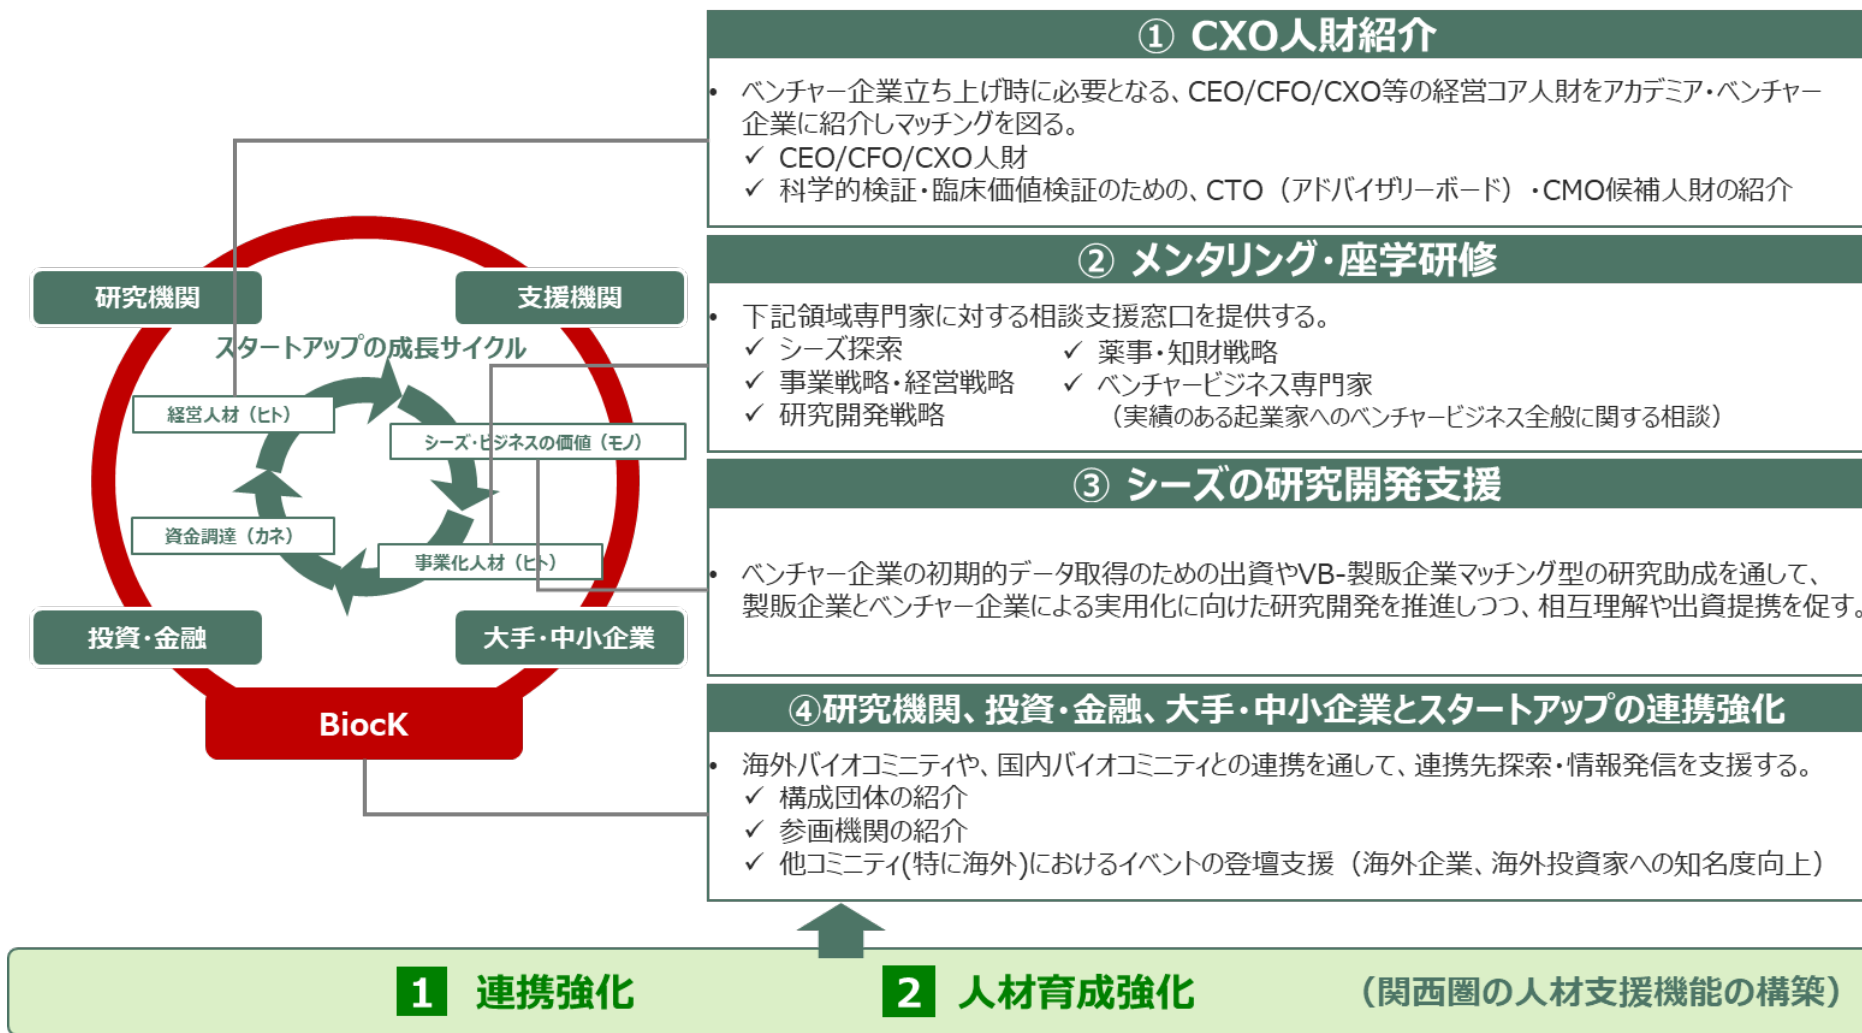 研究機関
支援機関
スタートアップの成長サイクル
経営人材（ヒト）
シーズ・ビジネスの価値（モノ）
資金調達（カネ）
事業化人材（ヒト）
投資・金融
大手・中小企業
BiocK
① CXO人財紹介
• ベンチャー企業立ち上げ時に必要となる、CEO/CFO/CXO等の経営コア人財をアカデミア・ベンチャー
企業に紹介しマッチングを図る。
✓ CEO/CFO/CXO人財
✓ 科学的検証・臨床価値検証のための、CTO（アドバイザリーボード）・CMO候補人財の紹介
② メンタリング・座学研修
• 下記領域専門家に対する相談支援窓口を提供する。
✓ シーズ探索
✓ 事業戦略・経営戦略
✓ 研究開発戦略
✓ 薬事・知財戦略
✓ ベンチャービジネス専門家
（実績のある起業家へのベンチャービジネス全般に関する相談）
③ シーズの研究開発支援
• ベンチャー企業の初期的データ取得のための出資やVB-製販企業マッチング型の研究助成を通して、
製販企業とベンチャー企業による実用化に向けた研究開発を推進しつつ、相互理解や出資提携を促す。
④研究機関、投資・金融、大手・中小企業とスタートアップの連携強化
• 海外バイオコミニティや、国内バイオコミニティとの連携を通して、連携先探索・情報発信を支援する。
✓ 構成団体の紹介
✓ 参画機関の紹介
✓ 他コミニティ(特に海外)におけるイベントの登壇支援（海外企業、海外投資家への知名度向上）
1 連携強化
2 人材育成強化
（関西圏の人材支援機能の構築）